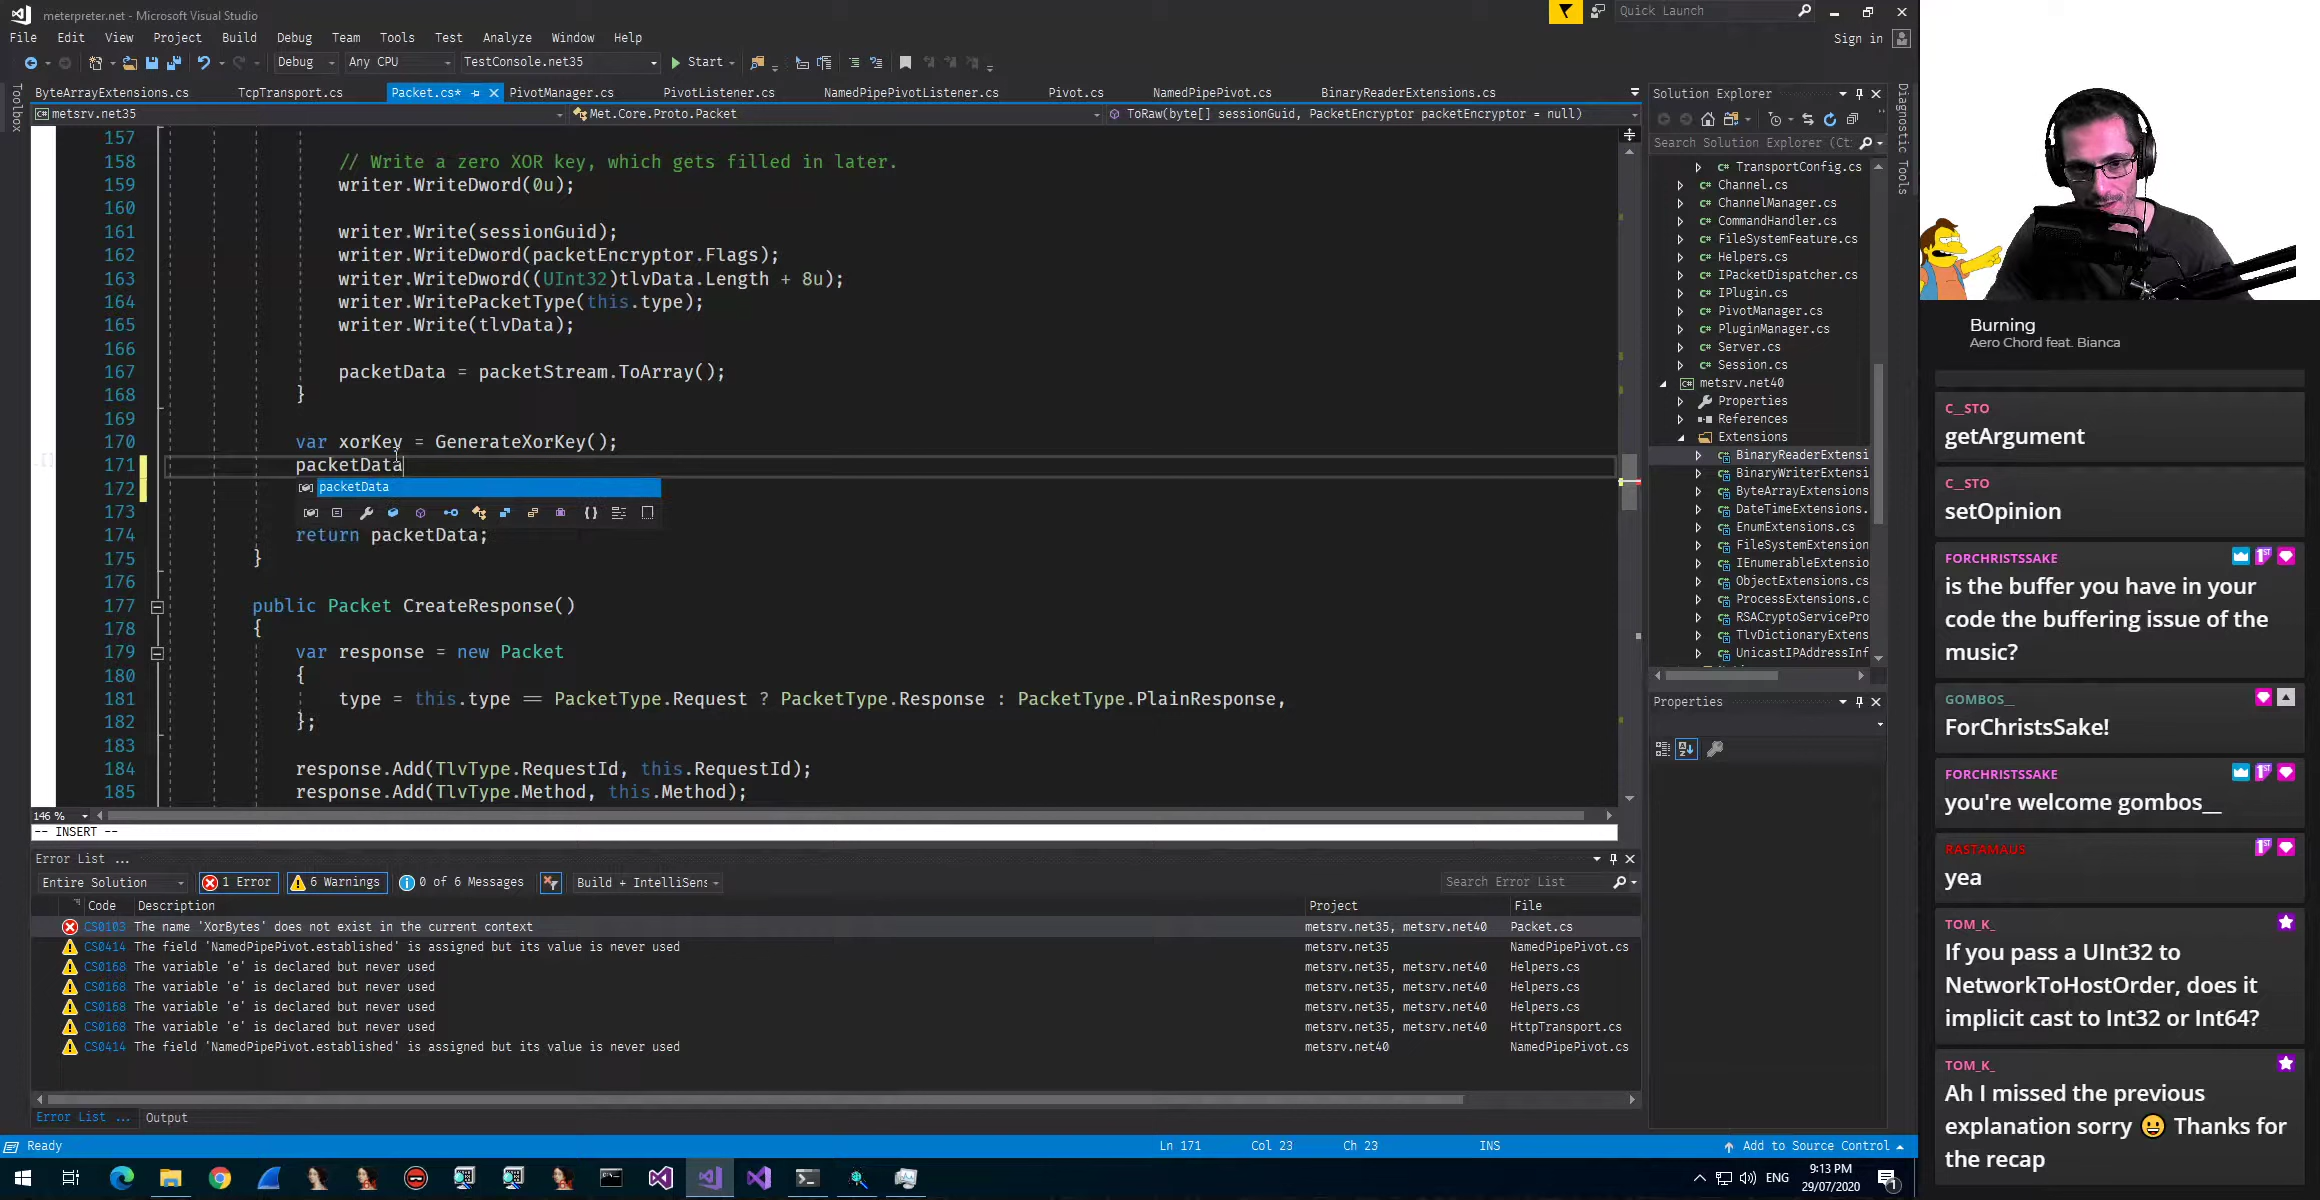 meterpreter.net - Microsoft Visual Studio
Quick Launch
File Edit View Project Build Debug Team Tools Test Analyze Window Help
Sign in
Debug Any CPU TestConsole.net35 Start
ByteArrayExtensions.cs TcpTransport.cs Packet.cs* PivotManager.cs PivotListener.cs NamedPipePivotListener.cs Pivot.cs NamedPipePivot.cs BinaryReaderExtensions.cs
metsrv.net35 Met.Core.Proto.Packet ToRaw(byte[] sessionGuid, PacketEncryptor packetEncryptor = null)
Toolbox
157
158 // Write a zero XOR key, which gets filled in later.
159 writer.WriteDword(0u);
160
161 writer.Write(sessionGuid);
162 writer.WriteDword(packetEncryptor.Flags);
163 writer.WriteDword((UInt32)tlvData.Length + 8u);
164 writer.WritePacketType(this.type);
165 writer.Write(tlvData);
166
167 packetData = packetStream.ToArray();
168 }
169
170 var xorKey = GenerateXorKey();
171 packetData
172
packetData
173
174 return packetData;
175 }
176
177 public Packet CreateResponse()
178 {
179 var response = new Packet
180 {
181 type = this.type == PacketType.Request ? PacketType.Response : PacketType.PlainResponse,
182 };
183
184 response.Add(TlvType.RequestId, this.RequestId);
185 response.Add(TlvType.Method, this.Method);
146 %
-- INSERT --
Error List ...
Entire Solution 1 Error 6 Warnings 0 of 6 Messages Build + IntelliSens Search Error List
Code Description Project File
CS0103 The name 'XorBytes' does not exist in the current context metsrv.net35, metsrv.net40 Packet.cs
CS0414 The field 'NamedPipePivot.established' is assigned but its value is never used metsrv.net35 NamedPipePivot.cs
CS0168 The variable 'e' is declared but never used metsrv.net35, metsrv.net40 Helpers.cs
CS0168 The variable 'e' is declared but never used metsrv.net35, metsrv.net40 Helpers.cs
CS0168 The variable 'e' is declared but never used metsrv.net35, metsrv.net40 Helpers.cs
CS0168 The variable 'e' is declared but never used metsrv.net35, metsrv.net40 HttpTransport.cs
CS0414 The field 'NamedPipePivot.established' is assigned but its value is never used metsrv.net40 NamedPipePivot.cs
Error List ... Output
Ready Ln 171 Col 23 Ch 23 INS Add to Source Control
ENG 9:13 PM
29/07/2020
1
Solution Explorer
Search Solution Explorer (Ct
TransportConfig.cs
Channel.cs
ChannelManager.cs
CommandHandler.cs
FileSystemFeature.cs
Helpers.cs
IPacketDispatcher.cs
IPlugin.cs
PivotManager.cs
PluginManager.cs
Server.cs
Session.cs
metsrv.net40
Properties
References
Extensions
BinaryReaderExtensi
BinaryWriterExtensi
ByteArrayExtensions
DateTimeExtensions.
EnumExtensions.cs
FileSystemExtension
IEnumerableExtensio
ObjectExtensions.cs
ProcessExtensions.c
RSACryptoServicePro
TlvDictionaryExtens
UnicastIPAddressInf
Properties
Diagnostic Tools
Burning
Aero Chord feat. Bianca
C__STO
getArgument
C__STO
setOpinion
FORCHRISTSSAKE
is the buffer you have in your
code the buffering issue of the
music?
GOMBOS__
ForChristsSake!
FORCHRISTSSAKE
you're welcome gombos__
RASTAMAUS
yea
TOM_K_
If you pass a UInt32 to
NetworkToHostOrder, does it
implicit cast to Int32 or Int64?
TOM_K_
Ah I missed the previous
explanation sorry 😀 Thanks for
the recap